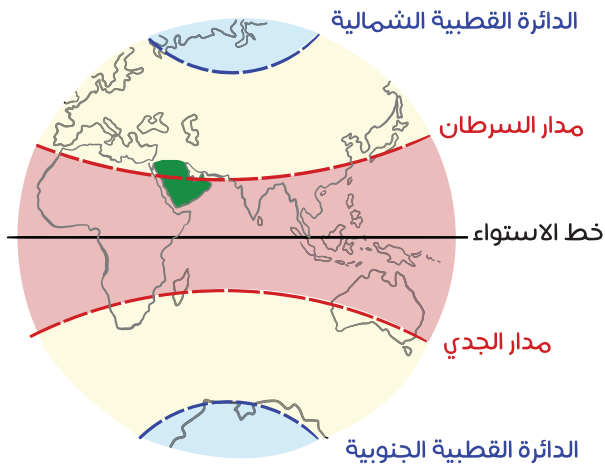 الدائرة القطبية الشمالية
مدار السرطان
خط الاستواء
مدار الجدي
الدائرة القطبية الجنوبية